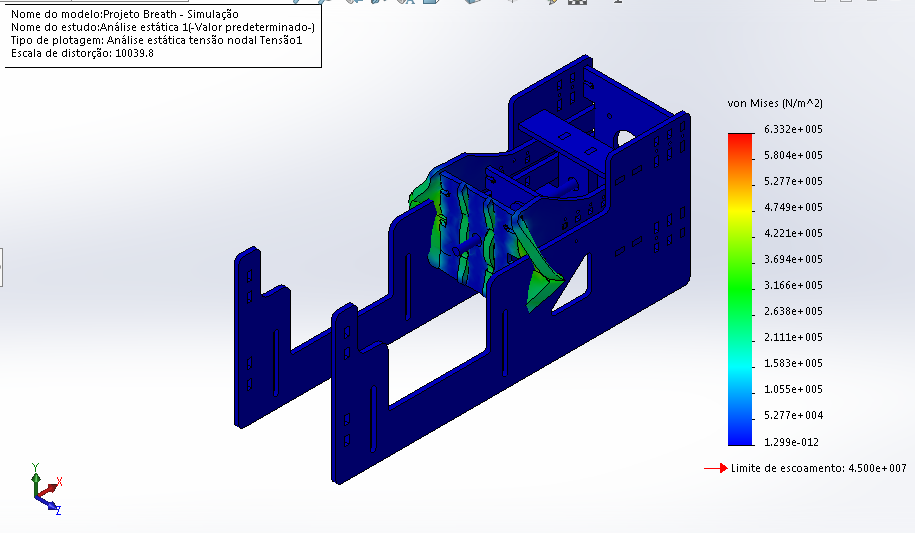 Nome do modelo:Projeto Breath - Simulação
Nome do estudo:Análise estática 1(-Valor predeterminado-)
Tipo de plotagem: Análise estática tensão nodal Tensão1
Escala de distorção: 10039.8
von Mises (N/m^2)
6.332e+005
5.804e+005
5.277e+005
4.749e+005
4.221e+005
3.694e+005
3.166e+005
2.638e+005
2.111e+005
1.583e+005
1.055e+005
5.277e+004
1.299e-012
Limite de escoamento: 4.500e+007
Y
X
Z